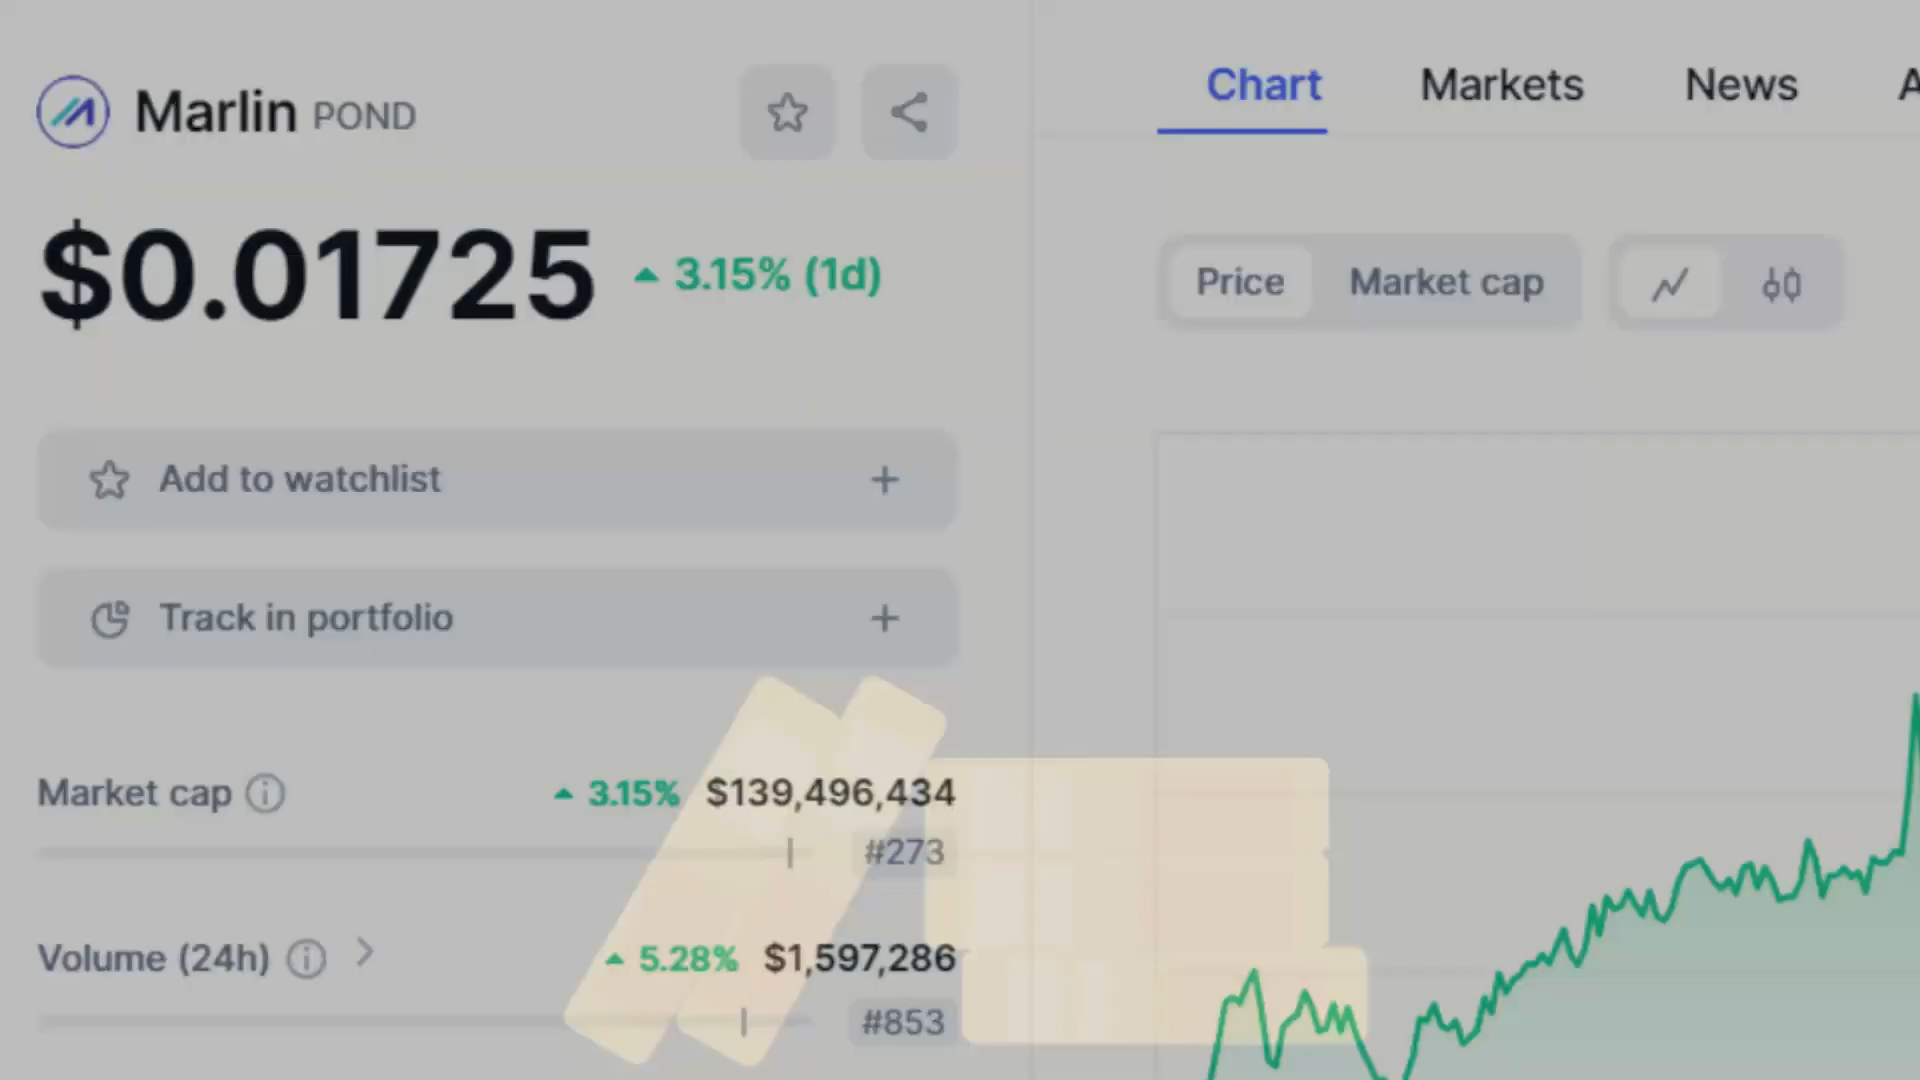 Marlin POND
$0.01725 3.15% (1d)
Add to watchlist +
Track in portfolio +
Market cap 3.15% $139,496,434
#273
Volume (24h) 5.28% $1,597,286
#853
Chart Markets News
Price Market cap